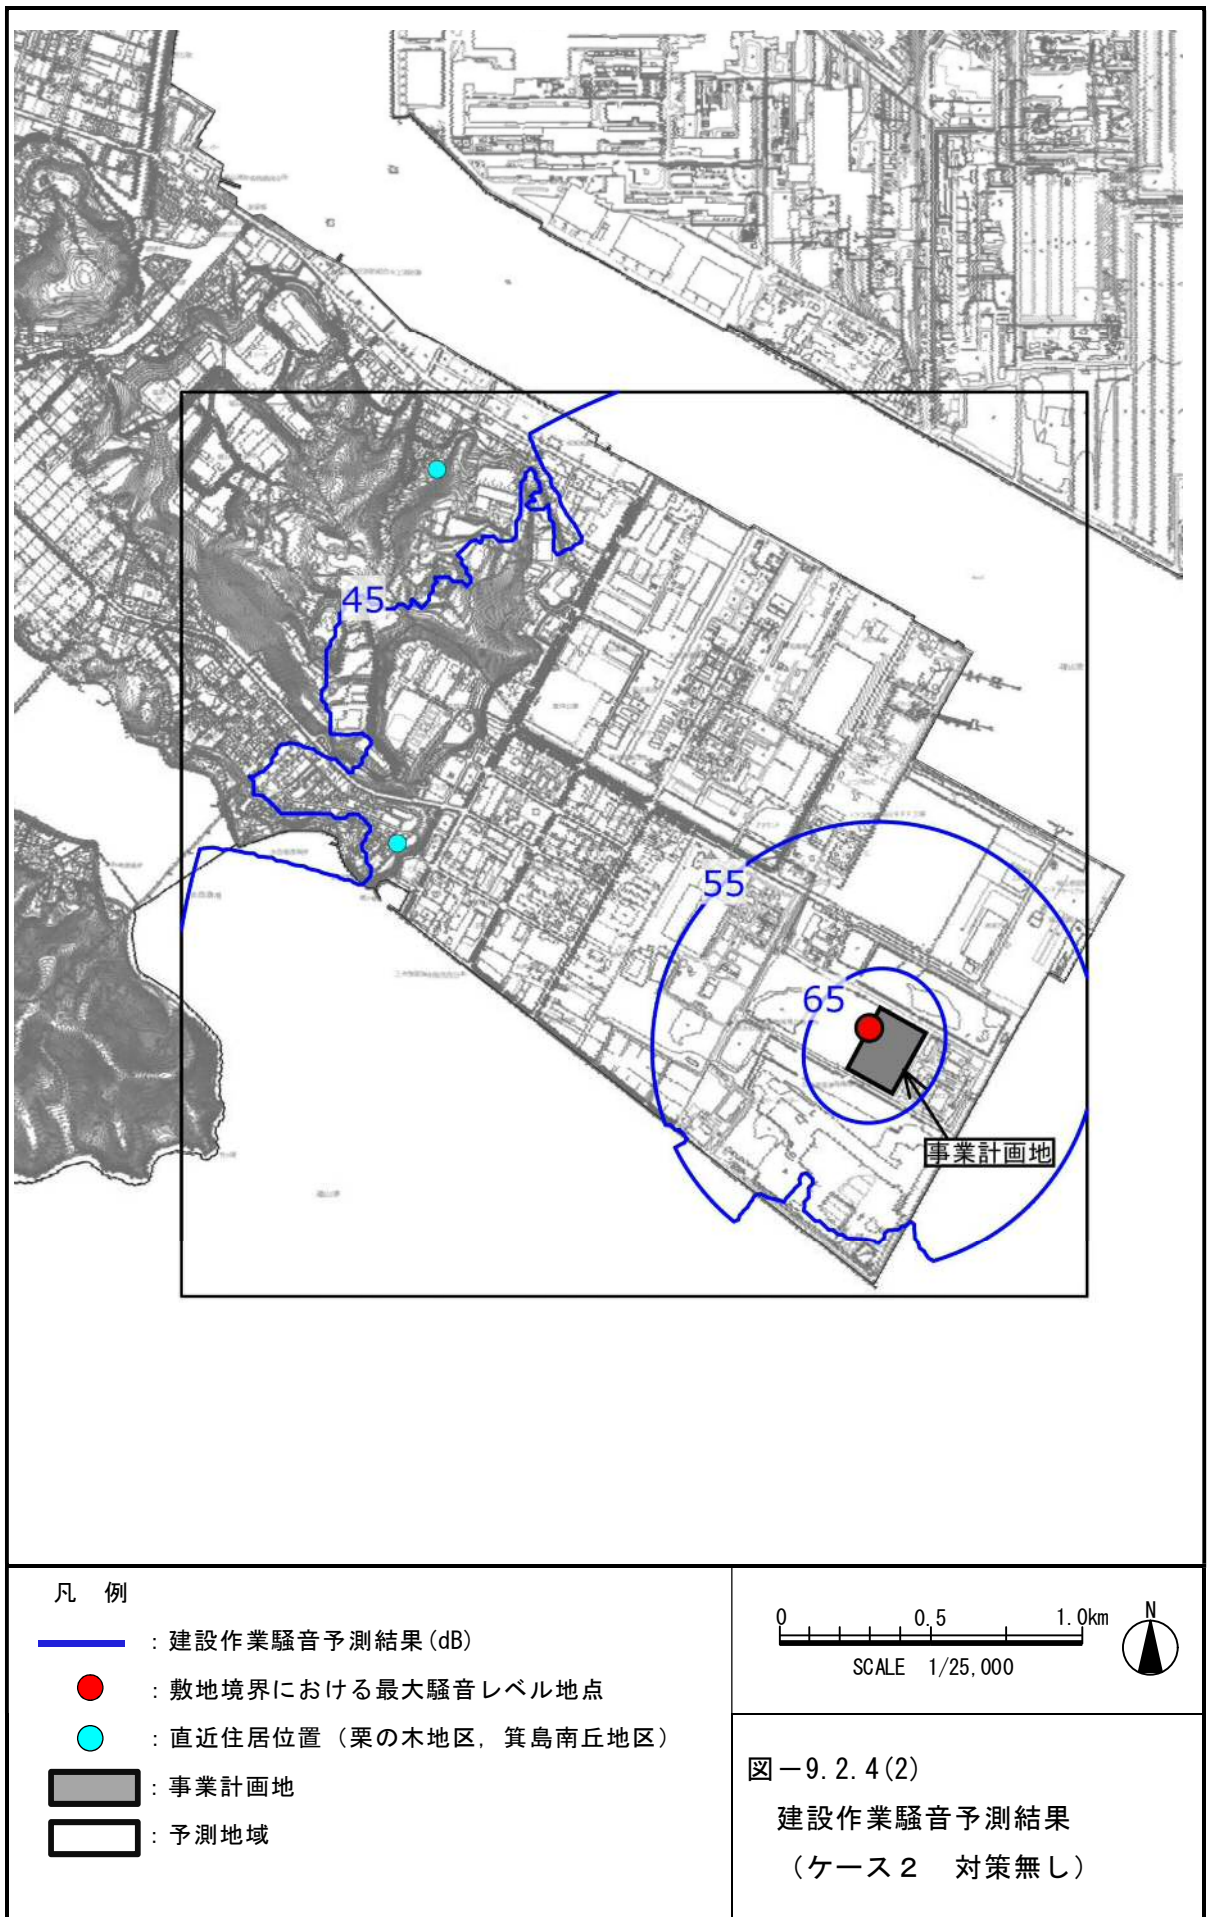 45
55
65
事業計画地
凡 例
: 建設作業騒音予測結果(dB)
: 敷地境界における最大騒音レベル地点
: 直近住居位置（栗の木地区, 箕島南丘地区）
: 事業計画地
: 予測地域
0 0.5 1.0km N
SCALE 1/25,000
図－9.2.4(2)
建設作業騒音予測結果
（ケース２ 対策無し）